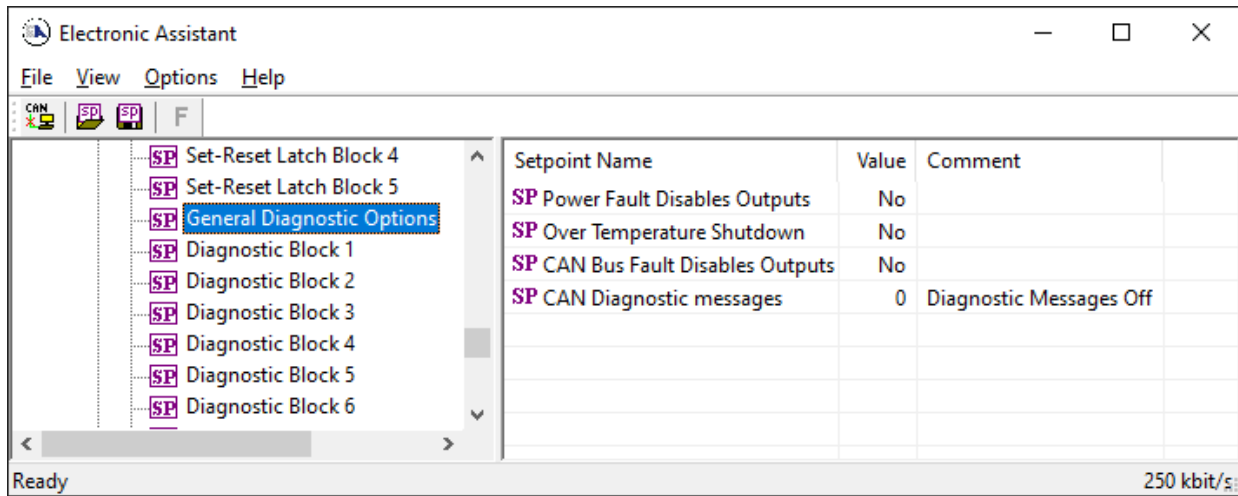 Electronic Assistant
File View Options Help
CAN SP SP F
SP Set-Reset Latch Block 4
SP Set-Reset Latch Block 5
SP General Diagnostic Options
SP Diagnostic Block 1
SP Diagnostic Block 2
SP Diagnostic Block 3
SP Diagnostic Block 4
SP Diagnostic Block 5
SP Diagnostic Block 6
Setpoint Name Value Comment
SP Power Fault Disables Outputs No
SP Over Temperature Shutdown No
SP CAN Bus Fault Disables Outputs No
SP CAN Diagnostic messages 0 Diagnostic Messages Off
Ready 250 kbit/s